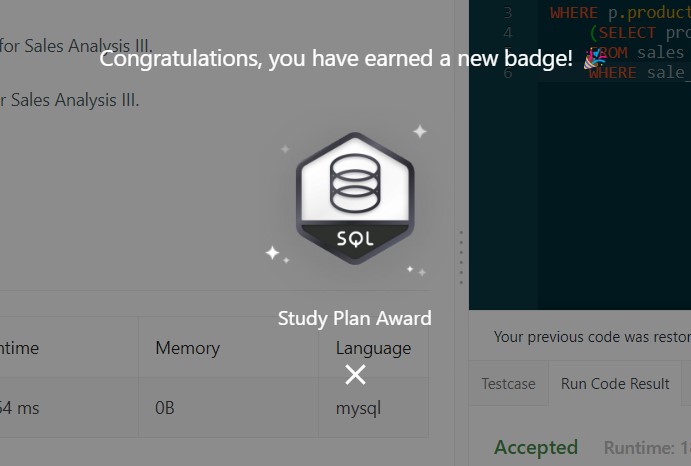 for Sales Analysis III.
Congratulations, you have earned a new badge!
r Sales Analysis III.
SQL
Study Plan Award
ntime Memory Language
54 ms 0B mysql
3 WHERE p.product
4 (SELECT pro
FROM sales
6 WHERE sale_
Your previous code was restor
Testcase Run Code Result
Accepted Runtime: 1